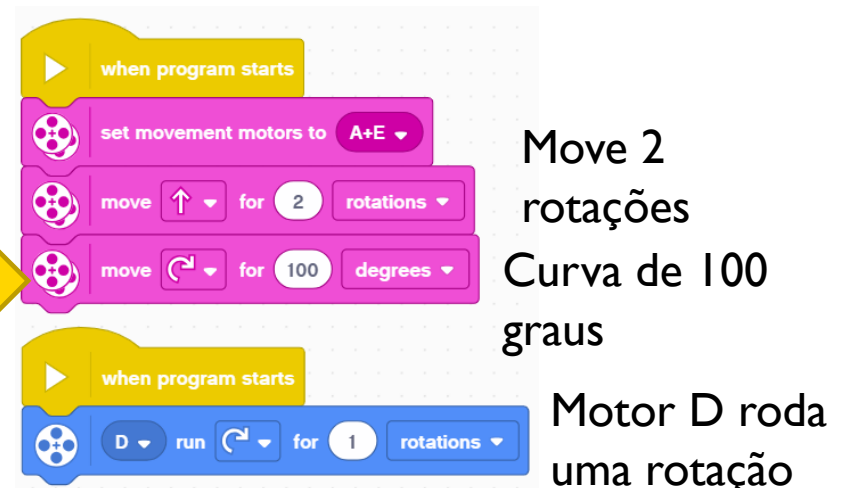 when program starts
set movement motors to A+E
move for 2 rotations
move for 100 degrees
when program starts
D run for 1 rotations
Move 2
rotações
Curva de 100
graus
Motor D roda
uma rotação